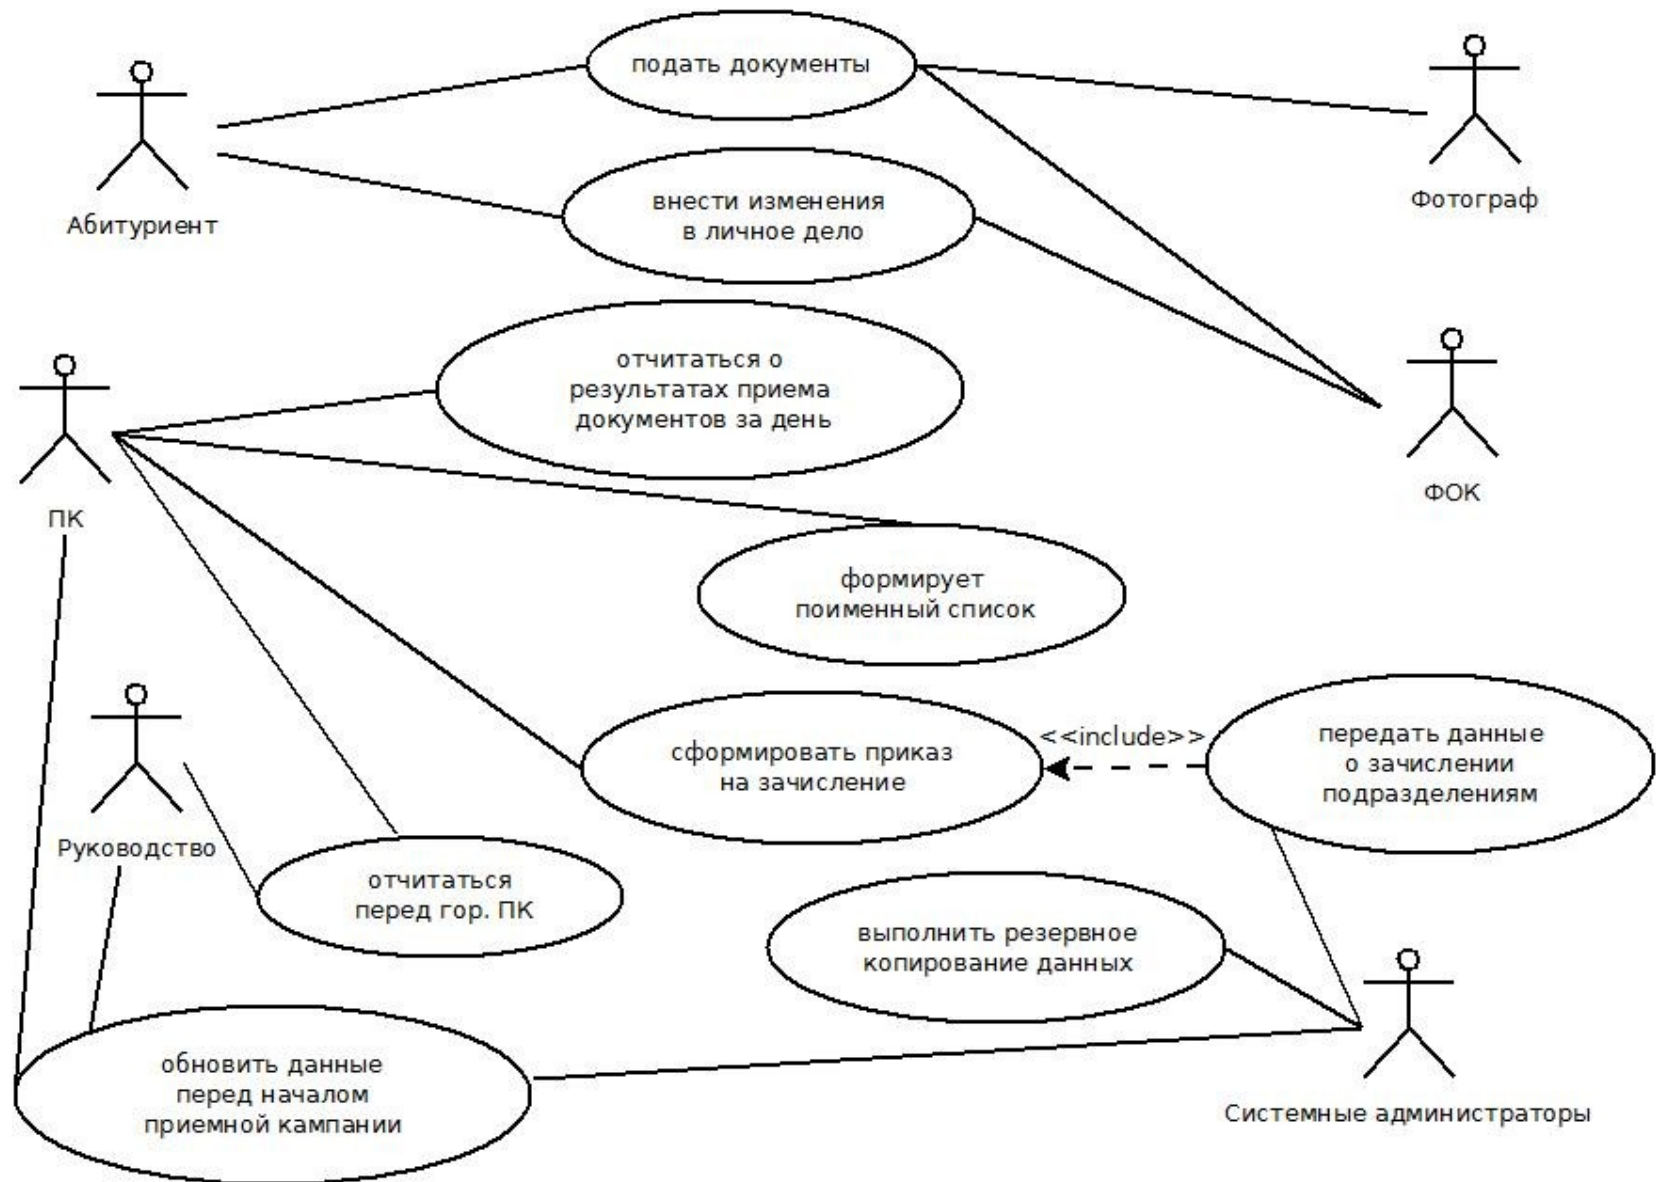 подать документы
Абитуриент
Фотограф
внести изменения
в личное дело
отчитаться о
результатах приема
документов за день
ПК
ФОК
формирует
поименный список
сформировать приказ
на зачисление
<<include>>
передать данные
о зачислении
подразделениям
Руководство
отчитаться
перед гор. ПК
выполнить резервное
копирование данных
обновить данные
перед началом
приемной кампании
Системные администраторы